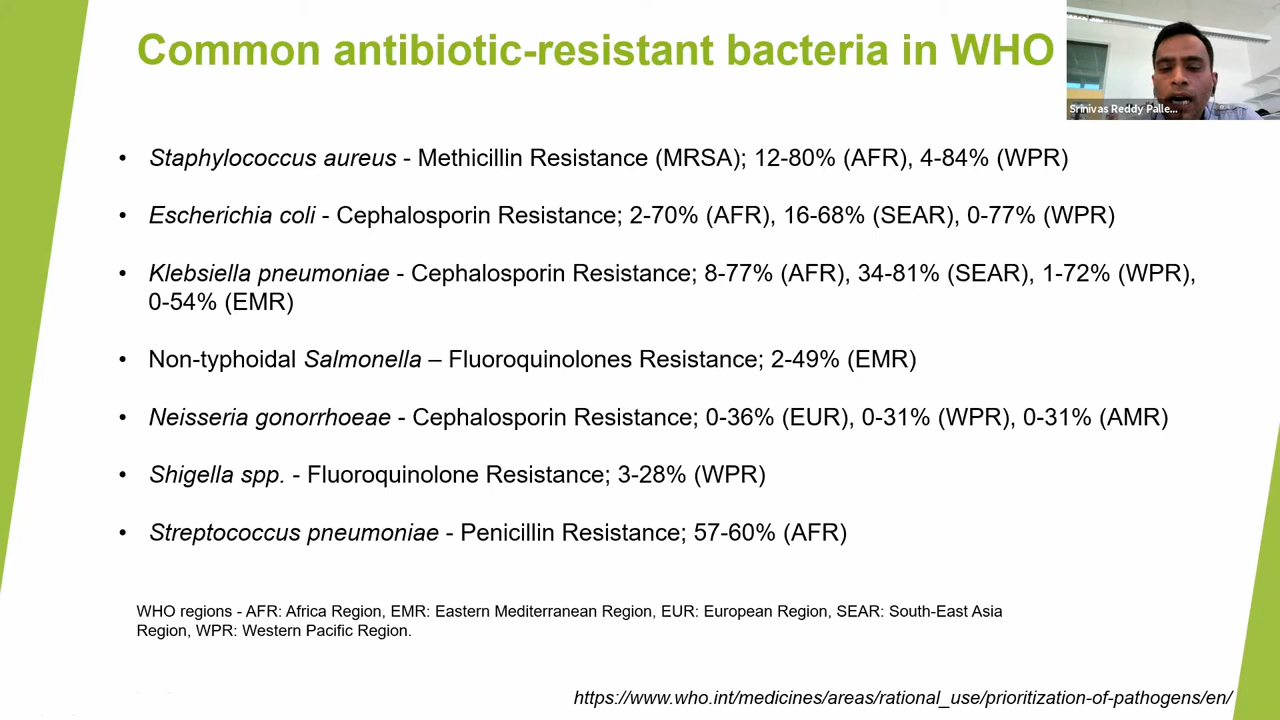 Common antibiotic-resistant bacteria in WHO
Srinivas Reddy Palle...
• Staphylococcus aureus - Methicillin Resistance (MRSA); 12-80% (AFR), 4-84% (WPR)
• Escherichia coli - Cephalosporin Resistance; 2-70% (AFR), 16-68% (SEAR), 0-77% (WPR)
• Klebsiella pneumoniae - Cephalosporin Resistance; 8-77% (AFR), 34-81% (SEAR), 1-72% (WPR),
0-54% (EMR)
• Non-typhoidal Salmonella – Fluoroquinolones Resistance; 2-49% (EMR)
• Neisseria gonorrhoeae - Cephalosporin Resistance; 0-36% (EUR), 0-31% (WPR), 0-31% (AMR)
• Shigella spp. - Fluoroquinolone Resistance; 3-28% (WPR)
• Streptococcus pneumoniae - Penicillin Resistance; 57-60% (AFR)
WHO regions - AFR: Africa Region, EMR: Eastern Mediterranean Region, EUR: European Region, SEAR: South-East Asia
Region, WPR: Western Pacific Region.
https://www.who.int/medicines/areas/rational_use/prioritization-of-pathogens/en/